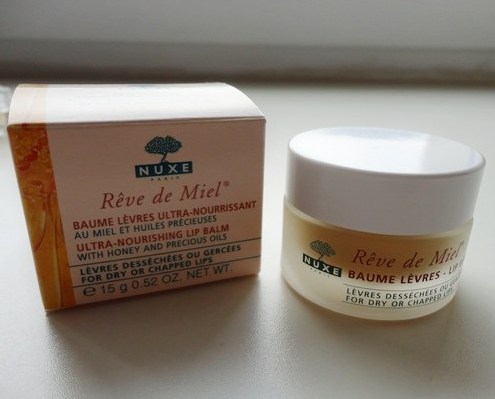 NUXE
PARIS
Rêve de Miel®
BAUME LÈVRES ULTRA-NOURRISSANT
AU MIEL ET HUILES PRÉCIEUSES
ULTRA-NOURISHING LIP BALM
WITH HONEY AND PRECIOUS OILS
LÈVRES DESSÉCHÉES OU GERCÉES
FOR DRY OR CHAPPED LIPS
℮ 15 g 0.52 OZ. NET WT.
NUXE
Rêve de Miel®
BAUME LÈVRES - LIP
LÈVRES DESSÉCHÉES OU GERCÉES
FOR DRY OR CHAPPED LIPS